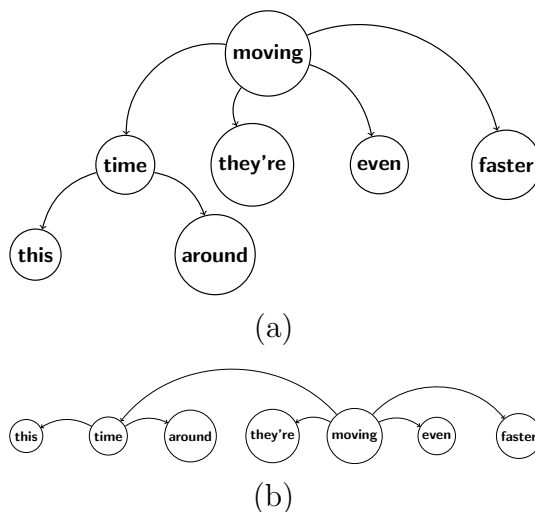 moving
time they're even faster
this around
(a)
this time around they're moving even faster
(b)